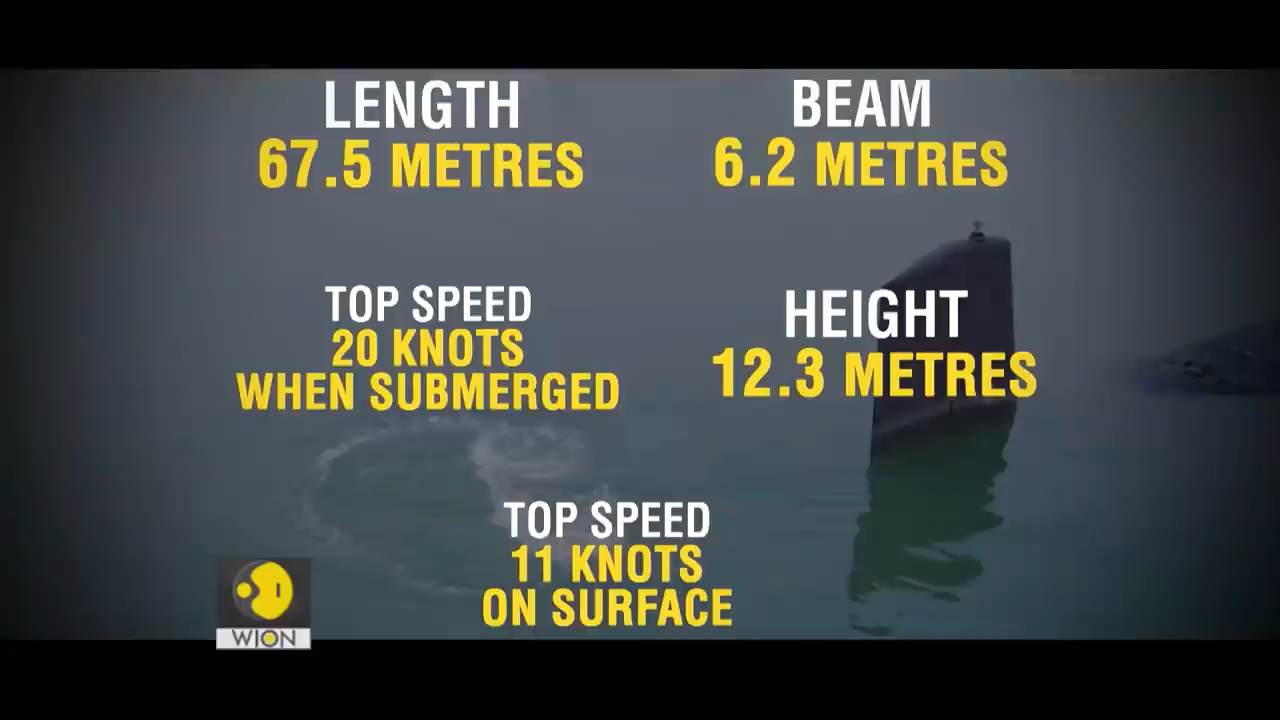 LENGTH
67.5 METRES
BEAM
6.2 METRES
TOP SPEED
20 KNOTS
WHEN SUBMERGED
HEIGHT
12.3 METRES
TOP SPEED
11 KNOTS
ON SURFACE
WION